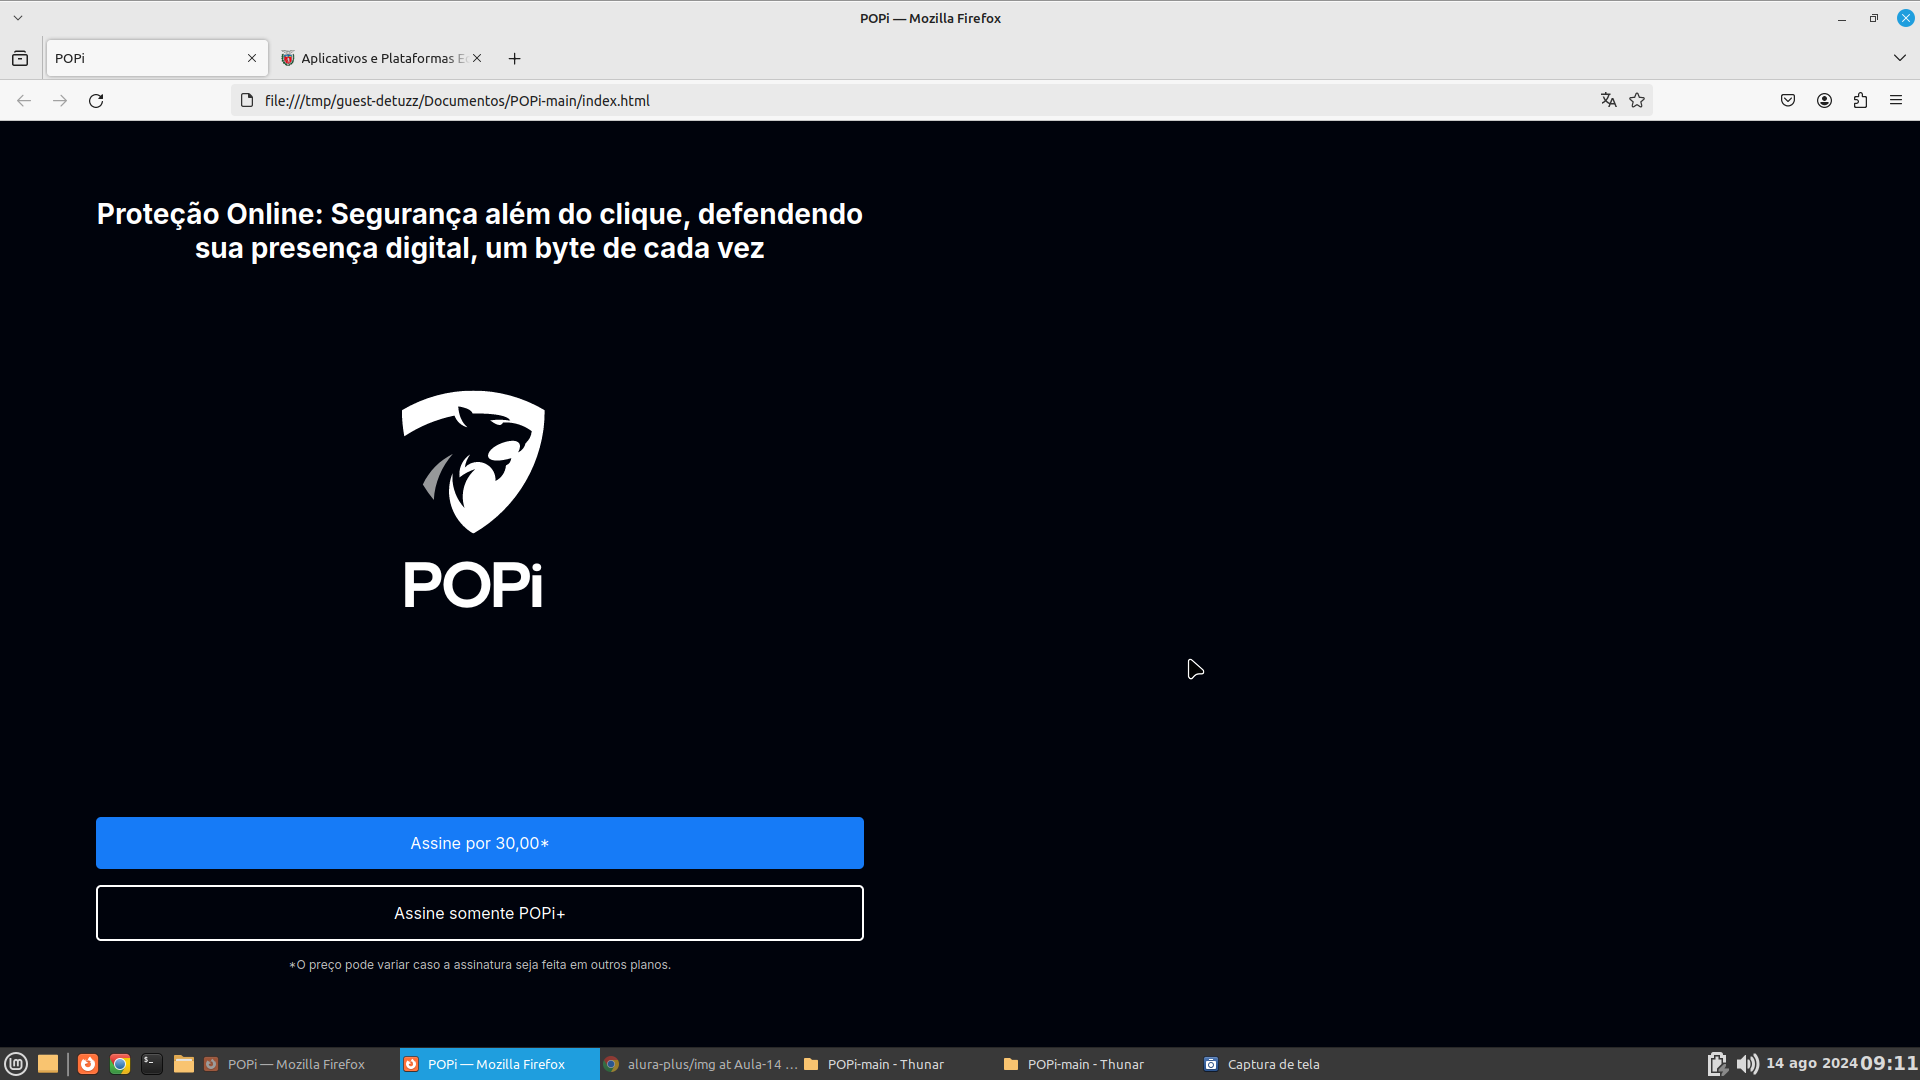 POPi — Mozilla Firefox
POPi
Aplicativos e Plataformas E
file:///tmp/guest-detuzz/Documentos/POPi-main/index.html
Proteção Online: Segurança além do clique, defendendo
sua presença digital, um byte de cada vez
POPi
Assine por 30,00*
Assine somente POPi+
*O preço pode variar caso a assinatura seja feita em outros planos.
POPi — Mozilla Firefox
POPi — Mozilla Firefox
alura-plus/img at Aula-14 ...
POPi-main - Thunar
POPi-main - Thunar
Captura de tela
14 ago 2024 09:11